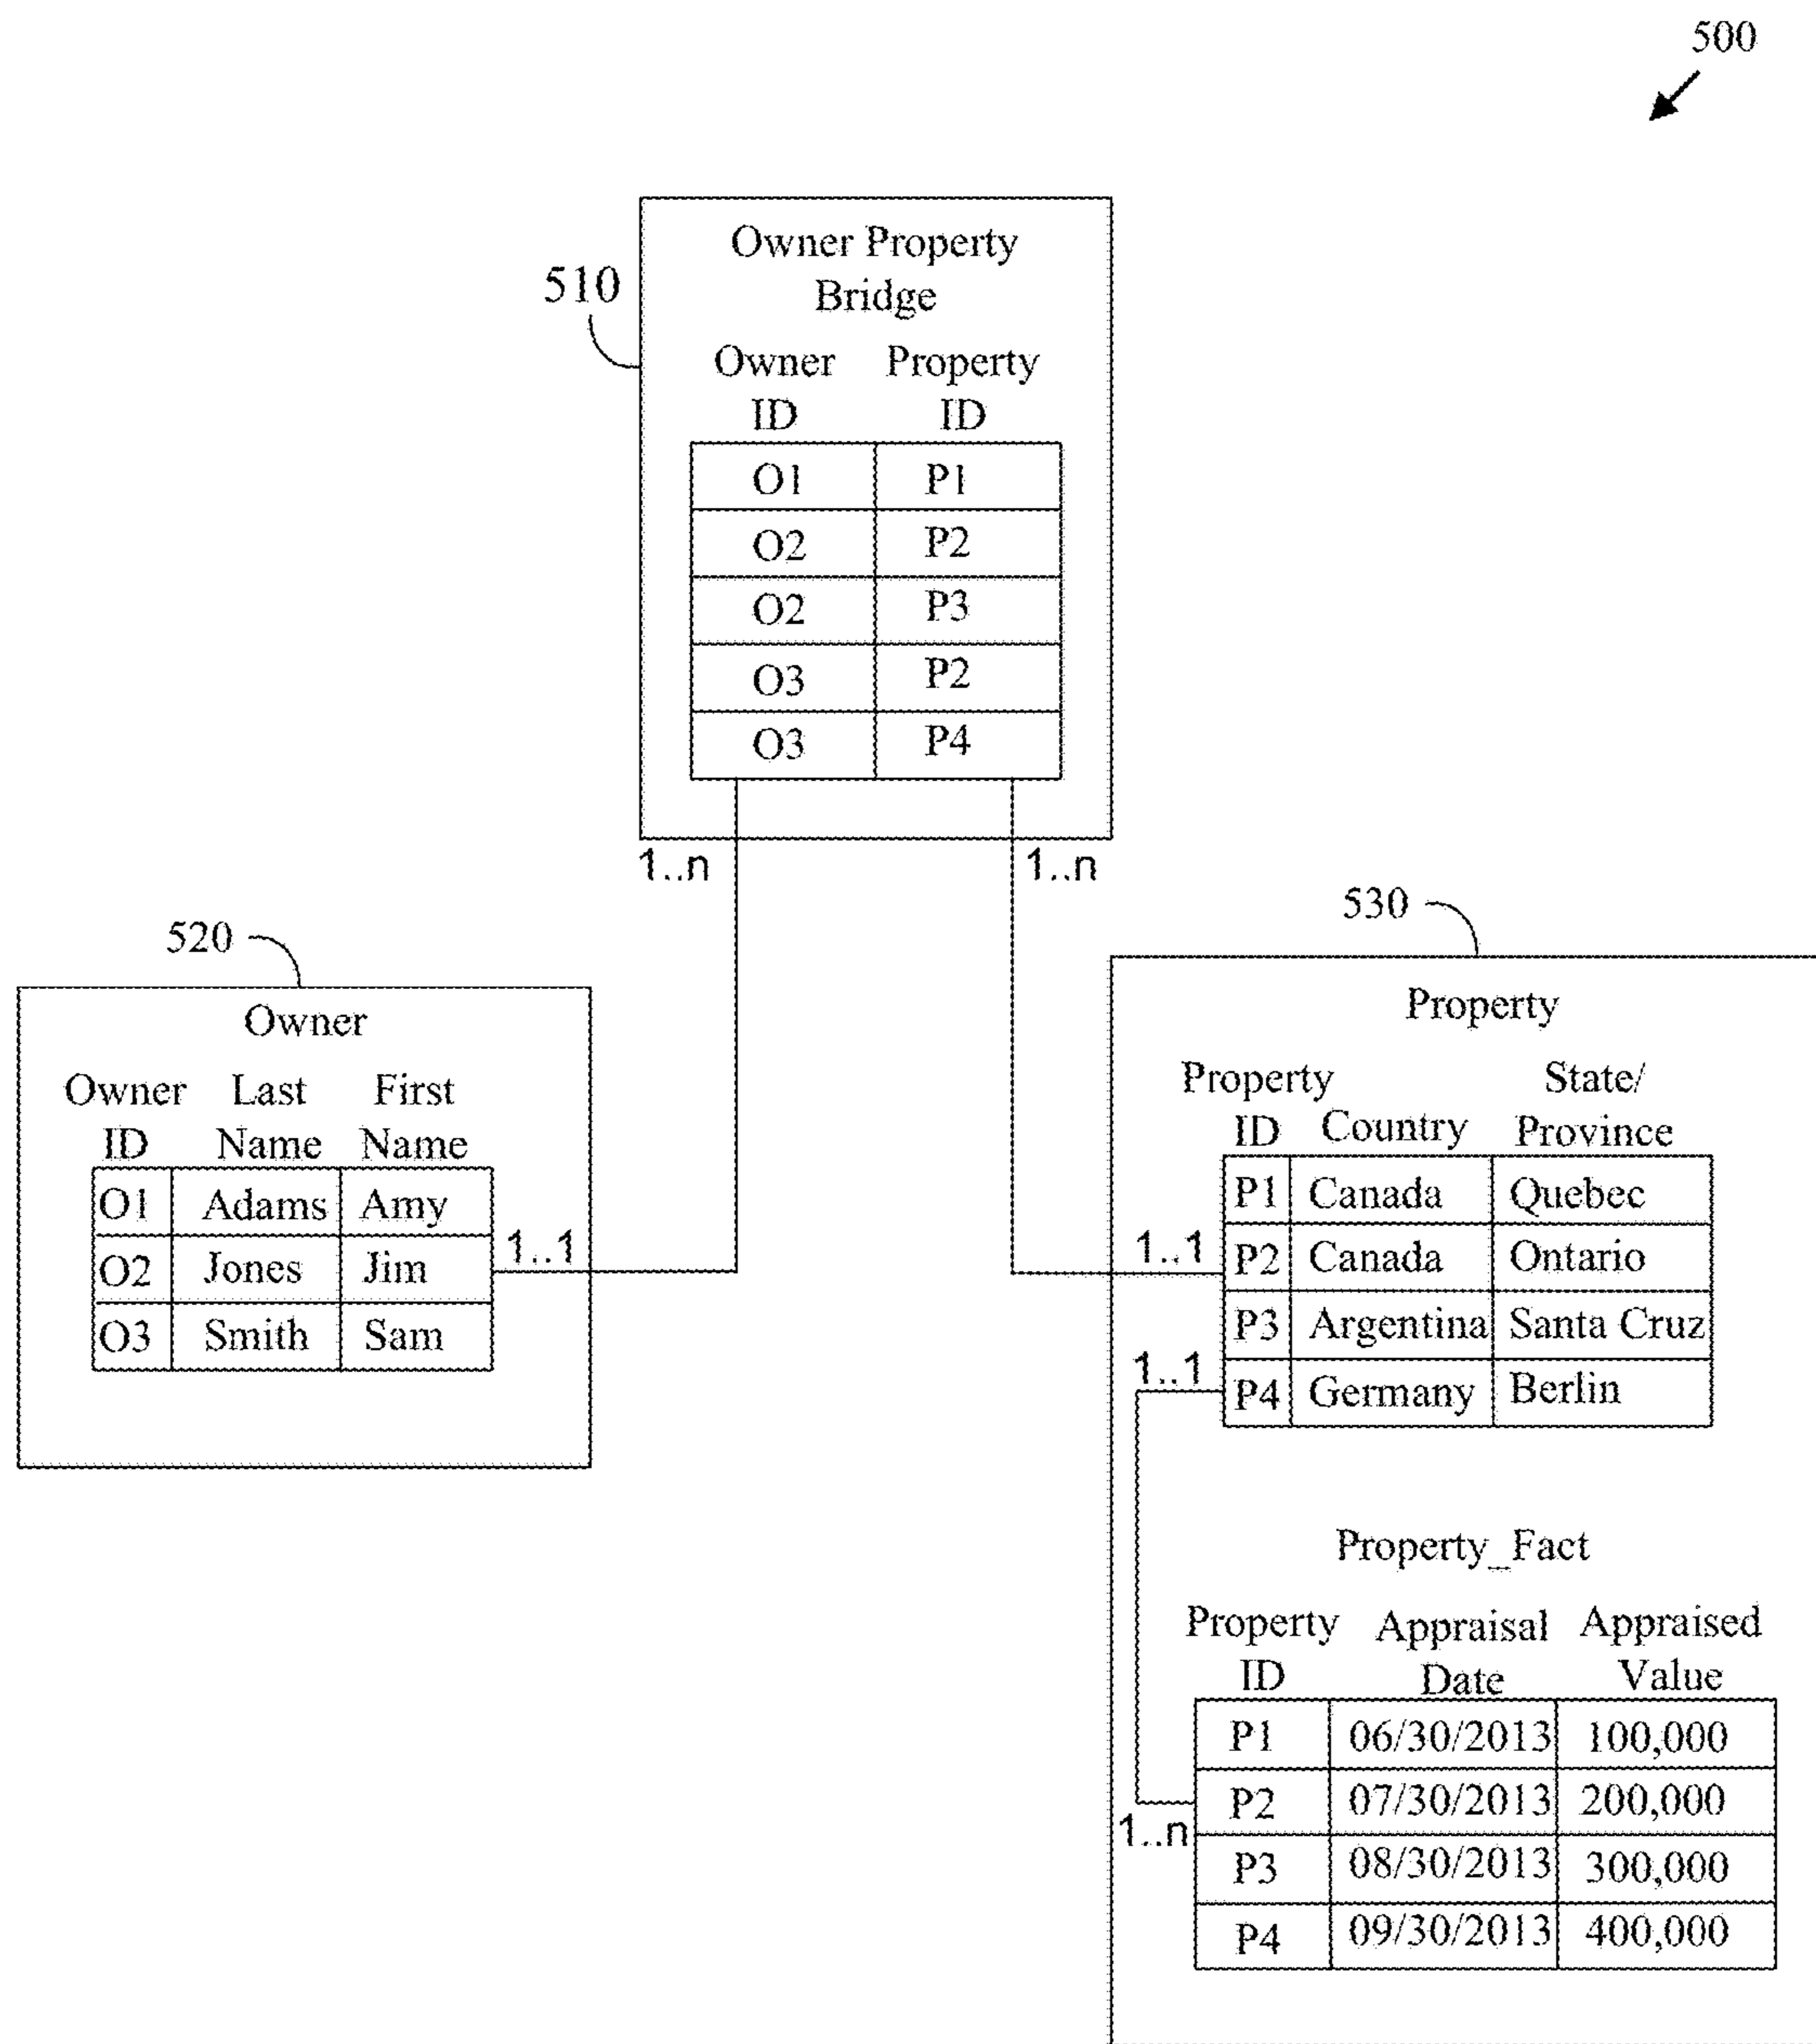 500
Owner Property
Bridge
510
Owner Property
ID ID
O1 P1
O2 P2
O2 P3
O3 P2
O3 P4
1..n 1..n
520
Owner
Owner Last First
ID Name Name
O1 Adams Amy
O2 Jones Jim
O3 Smith Sam
1..1
530
Property
Property State/
ID Country Province
P1 Canada Quebec
P2 Canada Ontario
P3 Argentina Santa Cruz
P4 Germany Berlin
1..1
1..1
Property_Fact
Property Appraisal Appraised
ID Date Value
P1 06/30/2013 100,000
P2 07/30/2013 200,000
P3 08/30/2013 300,000
P4 09/30/2013 400,000
1..n